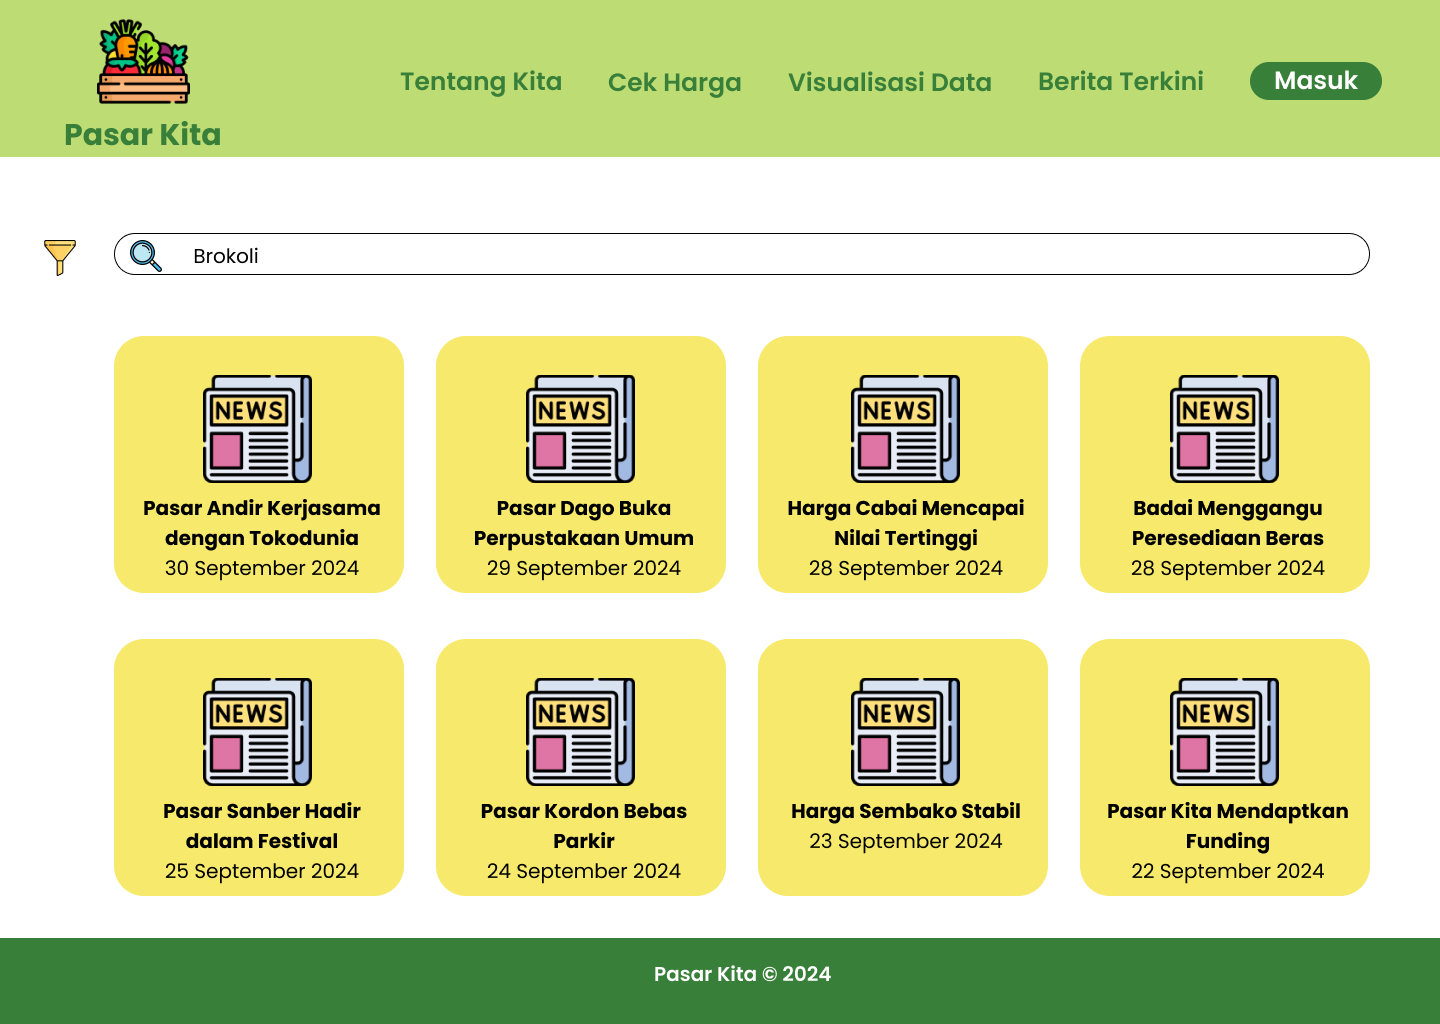 Pasar Kita
Tentang Kita
Cek Harga
Visualisasi Data
Berita Terkini
Masuk
Brokoli
NEWS
NEWS
NEWS
NEWS
Pasar Andir Kerjasama
dengan Tokodunia
30 September 2024
Pasar Dago Buka
Perpustakaan Umum
29 September 2024
Harga Cabai Mencapai
Nilai Tertinggi
28 September 2024
Badai Menggangu
Peresediaan Beras
28 September 2024
NEWS
NEWS
NEWS
NEWS
Pasar Sanber Hadir
dalam Festival
25 September 2024
Pasar Kordon Bebas
Parkir
24 September 2024
Harga Sembako Stabil
23 September 2024
Pasar Kita Mendaptkan
Funding
22 September 2024
Pasar Kita © 2024